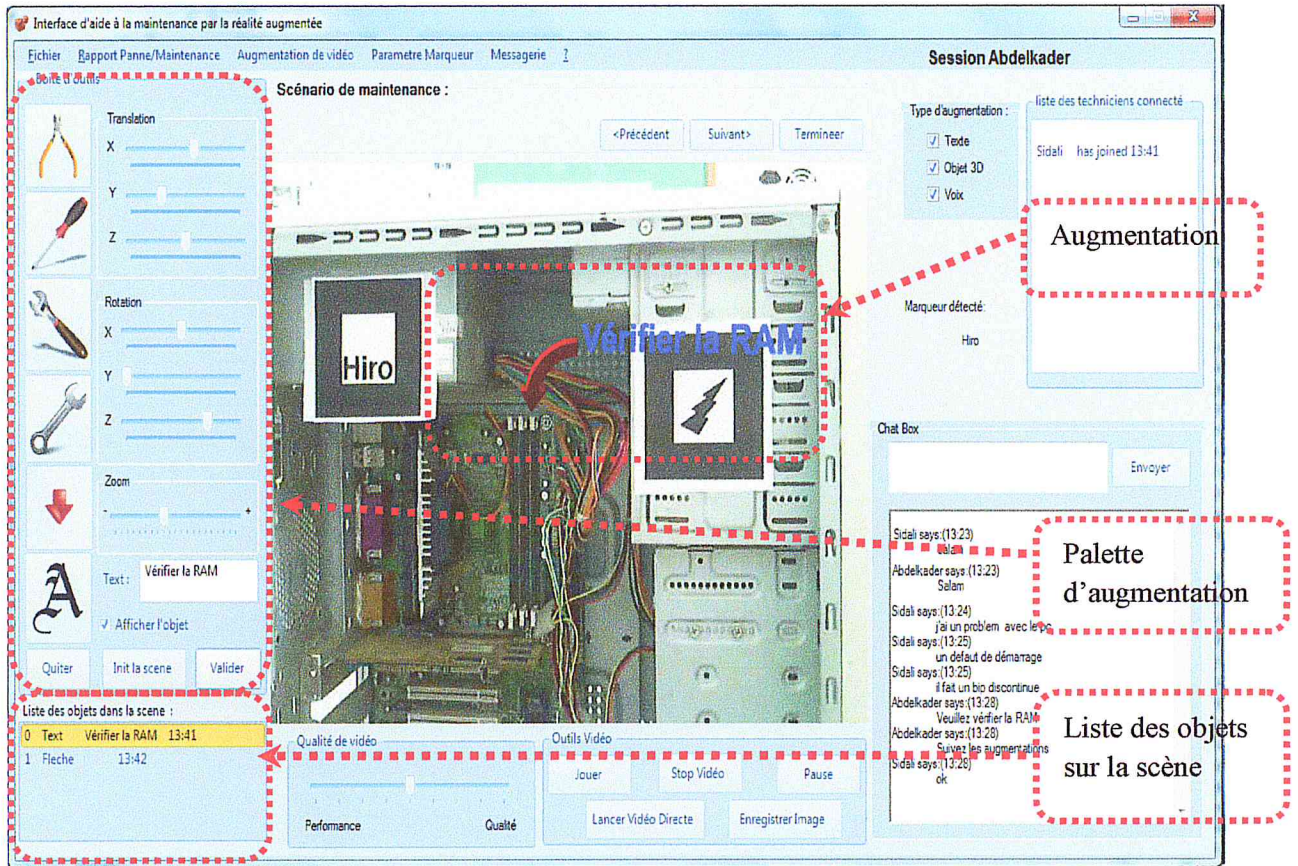 Interface d'aide à la maintenance par la réalité augmentée
Fichier Rapport Panne/Maintenance Augmentation de vidéo Parametre Marqueur Messagerie ?
Session Abdelkader
Boite d'outils
Translation
X
Y
Z
Rotation
X
Y
Z
Zoom
- +
Text : Vérifier la RAM
Afficher l'objet
Quiter Init la scene Valider
Liste des objets dans la scene :
0 Text Vérifier la RAM 13:41
1 Fleche 13:42
Scénario de maintenance :
<Précédent Suivant> Termineer
Hiro
Vérifier la RAM
Qualité de vidéo
Performance Qualité
Outils Vidéo
Jouer Stop Vidéo Pause
Lancer Vidéo Directe Enregistrer Image
Type d'augmentation :
Texte
Objet 3D
Voix
liste des techniciens connecté
Sidali has joined 13:41
Marqueur détecté:
Hiro
Chat Box
Envoyer
Sidali says:(13:23)
Salam
Abdelkader says:(13:23)
Salam
Sidali says:(13:24)
j'ai un prob'em avec le pc
Sidali says:(13:25)
un defaut de démarrage
Sidali says:(13:25)
il fait un bip discontinue
Abdelkader says:(13:28)
Veuillez vérifier la RAM
Abdelkader says:(13:28)
Suivez les augmentations
Sidali says:(13:28)
ok
Augmentation
Palette
d'augmentation
Liste des objets
sur la scène